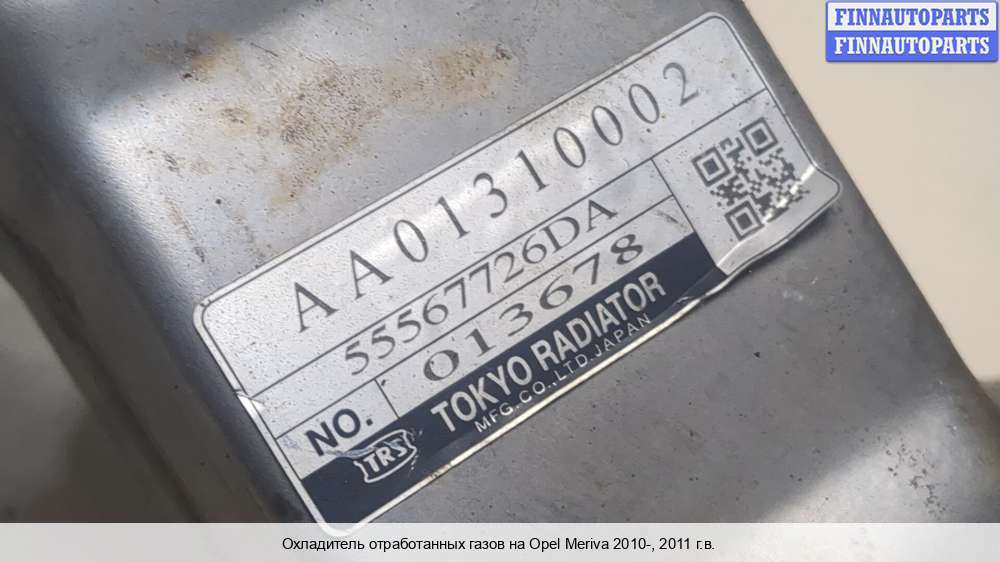 FINNAUTOPARTS
FINNAUTOPARTS
AA01310002
55567726DA
NO. 013678
TRS TOKYO RADIATOR
MFG.CO.,LTD.JAPAN
Охладитель отработанных газов на Opel Meriva 2010-, 2011 г.в.